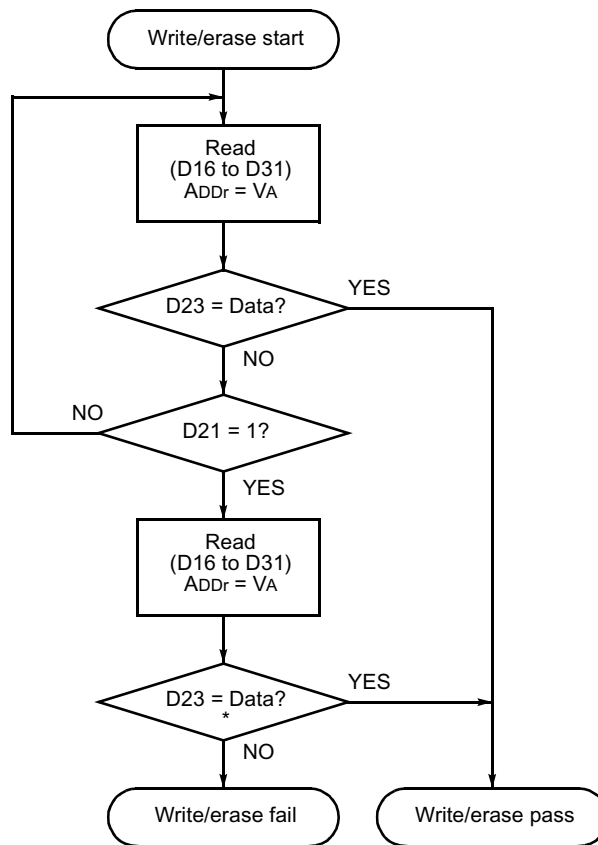 Write/erase start
Read
(D16 to D31)
ADDr = VA
D23 = Data?
YES
NO
NO
D21 = 1?
YES
Read
(D16 to D31)
ADDr = VA
D23 = Data?
*
YES
NO
Write/erase fail
Write/erase pass